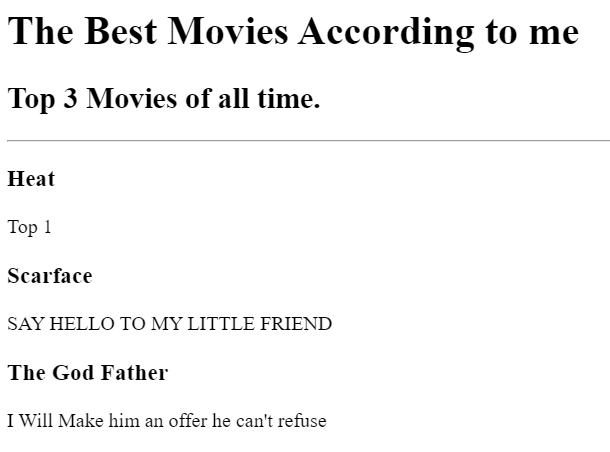 The Best Movies According to me
Top 3 Movies of all time.
Heat
Top 1
Scarface
SAY HELLO TO MY LITTLE FRIEND
The God Father
I Will Make him an offer he can't refuse